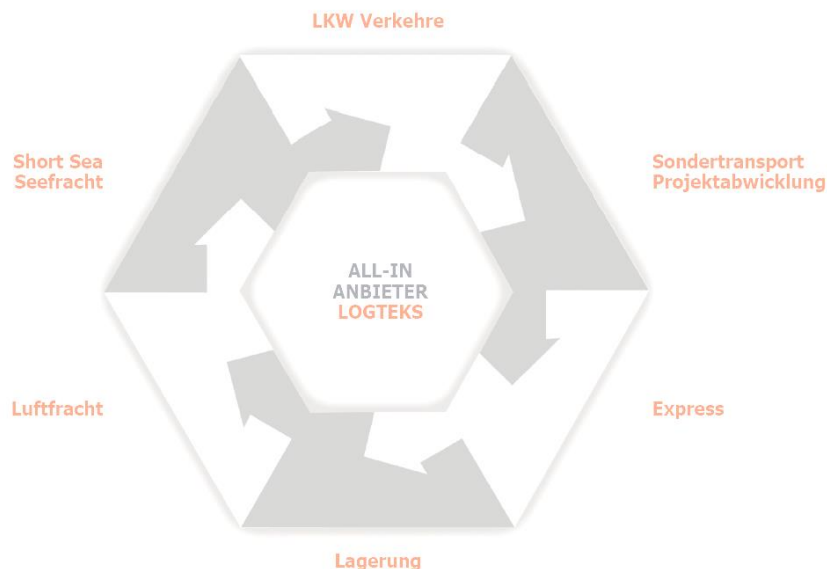 LKW Verkehre
Short Sea
Seefracht
Sondertransport
Projektabwicklung
ALL-IN
ANBIETER
LOGTEKS
Luftfracht
Express
Lagerung